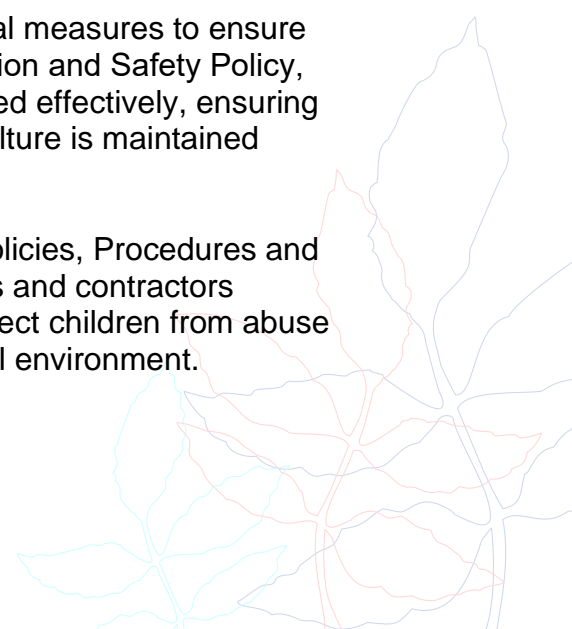 al measures to ensure
ion and Safety Policy,
ed effectively, ensuring
lture is maintained
olicies, Procedures and
s and contractors
ect children from abuse
l environment.